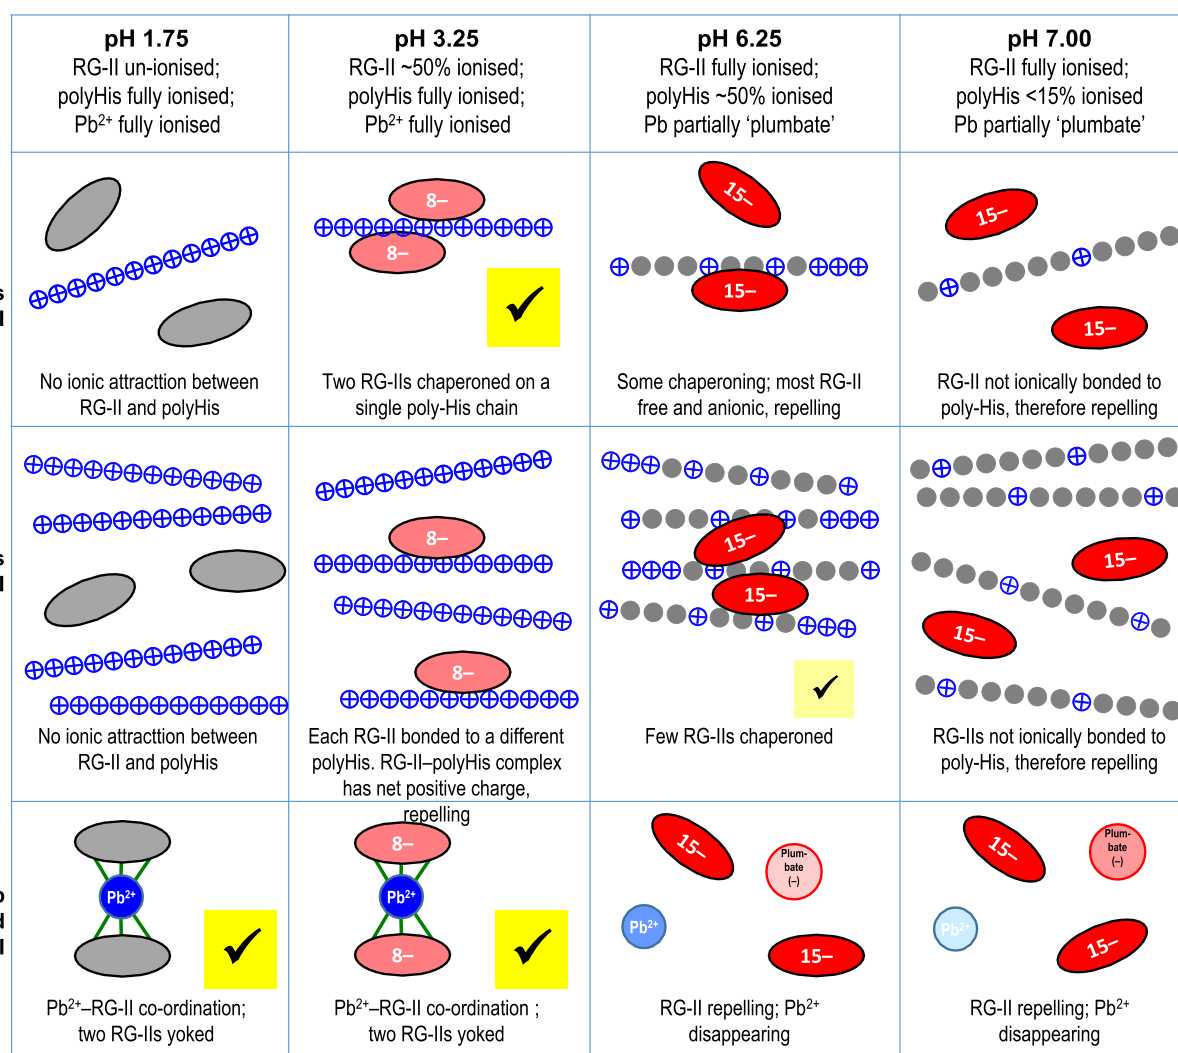 pH 1.75
RG-II un-ionised;
polyHis fully ionised;
Pb²⁺ fully ionised
pH 3.25
RG-II ~50% ionised;
polyHis fully ionised;
Pb²⁺ fully ionised
pH 6.25
RG-II fully ionised;
polyHis ~50% ionised
Pb partially ‘plumbate’
pH 7.00
RG-II fully ionised;
polyHis <15% ionised
Pb partially ‘plumbate’
s
l
No ionic attracttion between
RG-II and polyHis
8–
8–
Two RG-IIs chaperoned on a
single poly-His chain
15–
15–
Some chaperoning; most RG-II
free and anionic, repelling
15–
15–
RG-II not ionically bonded to
poly-His, therefore repelling
s
l
No ionic attracttion between
RG-II and polyHis
8–
8–
Each RG-II bonded to a different
polyHis. RG-II–polyHis complex
has net positive charge,
repelling
15–
15–
Few RG-IIs chaperoned
15–
15–
RG-IIs not ionically bonded to
poly-His, therefore repelling
d
l
Pb²⁺
Pb²⁺–RG-II co-ordination;
two RG-IIs yoked
8–
Pb²⁺
8–
Pb²⁺–RG-II co-ordination ;
two RG-IIs yoked
15–
Plum-
bate
(–)
Pb²⁺
15–
RG-II repelling; Pb²⁺
disappearing
15–
Plum-
bate
(–)
Pb²⁺
15–
RG-II repelling; Pb²⁺
disappearing